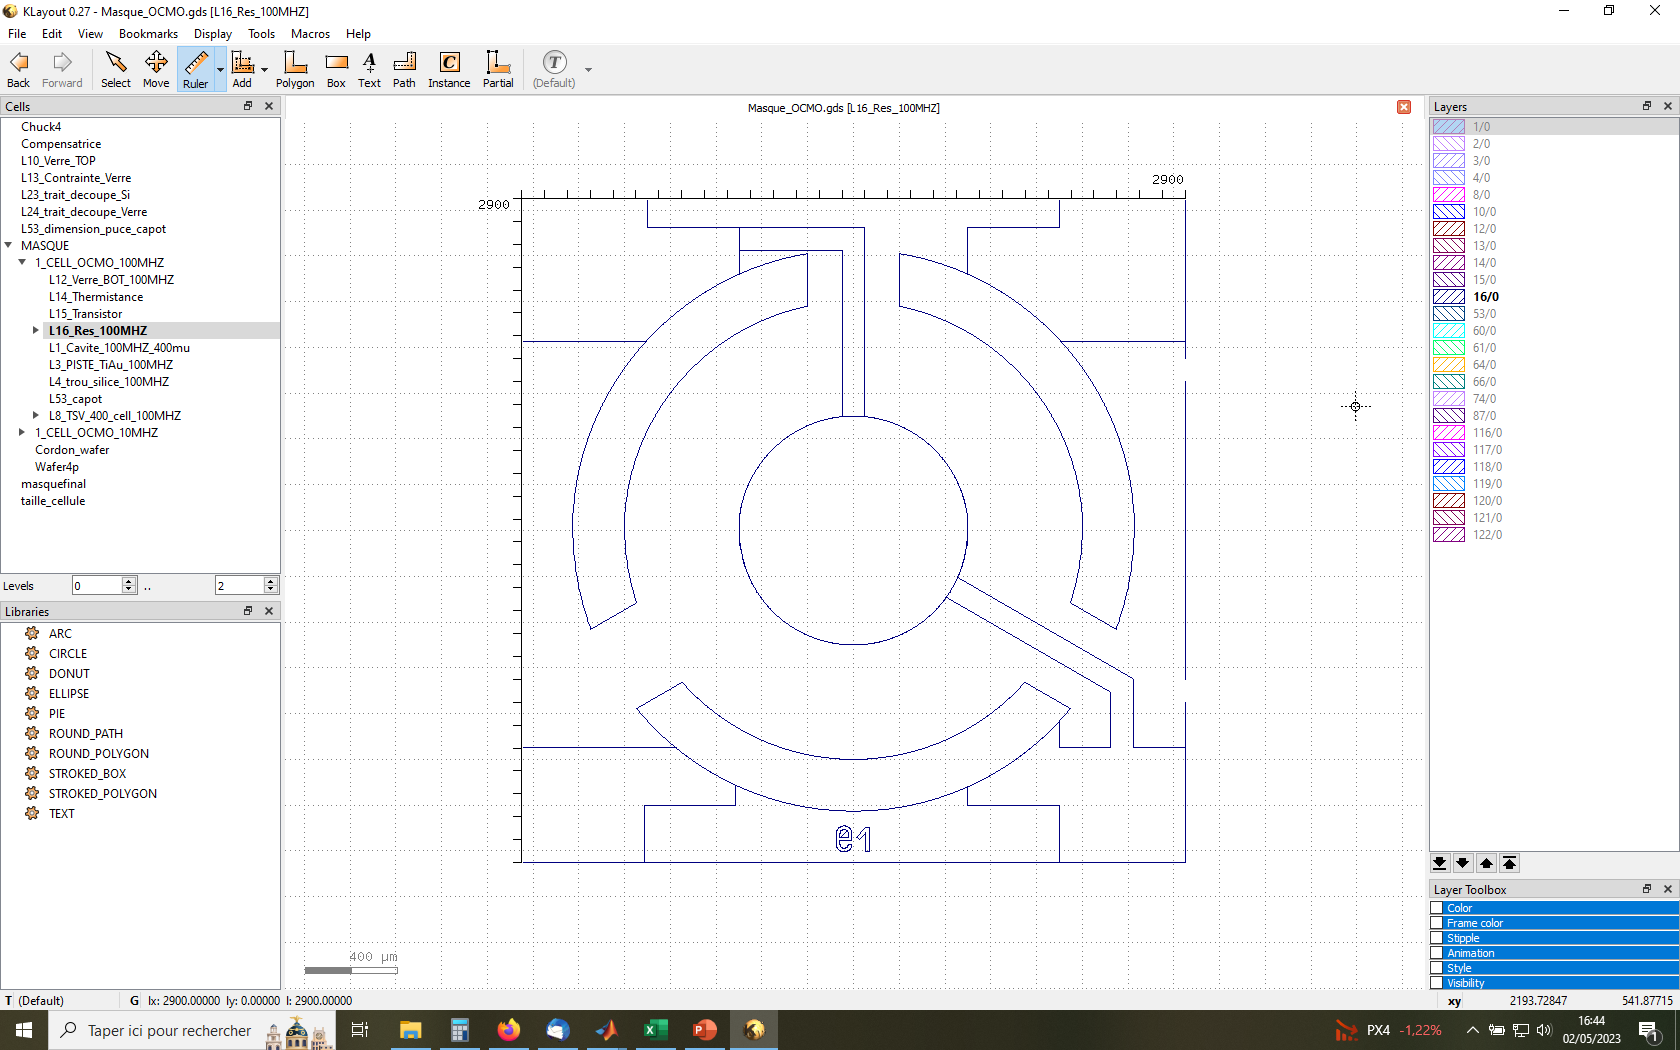 KLayout 0.27 - Masque_OCMO.gds [L16_Res_100MHZ]
File Edit View Bookmarks Display Tools Macros Help
Back Forward Select Move Ruler Add Polygon Box Text Path Instance Partial (Default)
Cells
Chuck4
Compensatrice
L10_Verre_TOP
L13_Contrainte_Verre
L23_trait_decoupe_Si
L24_trait_decoupe_Verre
L53_dimension_puce_capot
MASQUE
1_CELL_OCMO_100MHZ
L12_Verre_BOT_100MHZ
L14_Thermistance
L15_Transistor
L16_Res_100MHZ
L1_Cavite_100MHZ_400mu
L3_PISTE_TiAu_100MHZ
L4_trou_silice_100MHZ
L53_capot
L8_TSV_400_cell_100MHZ
1_CELL_OCMO_10MHZ
Cordon_wafer
Wafer4p
masquefinal
taille_cellule
Levels 0 .. 2
Libraries
ARC
CIRCLE
DONUT
ELLIPSE
PIE
ROUND_PATH
ROUND_POLYGON
STROKED_BOX
STROKED_POLYGON
TEXT
Masque_OCMO.gds [L16_Res_100MHZ]
2900
2900
e1
400 µm
Layers
1/0
2/0
3/0
4/0
8/0
10/0
12/0
13/0
14/0
15/0
16/0
53/0
60/0
61/0
64/0
66/0
74/0
87/0
116/0
117/0
118/0
119/0
120/0
121/0
122/0
Layer Toolbox
Color
Frame color
Stipple
Animation
Style
Visibility
T (Default) G lx: 2900.00000 ly: 0.00000 l: 2900.00000 xy 2193.72847 541.87715
Taper ici pour rechercher
PX4 -1,22%
16:44
02/05/2023
1